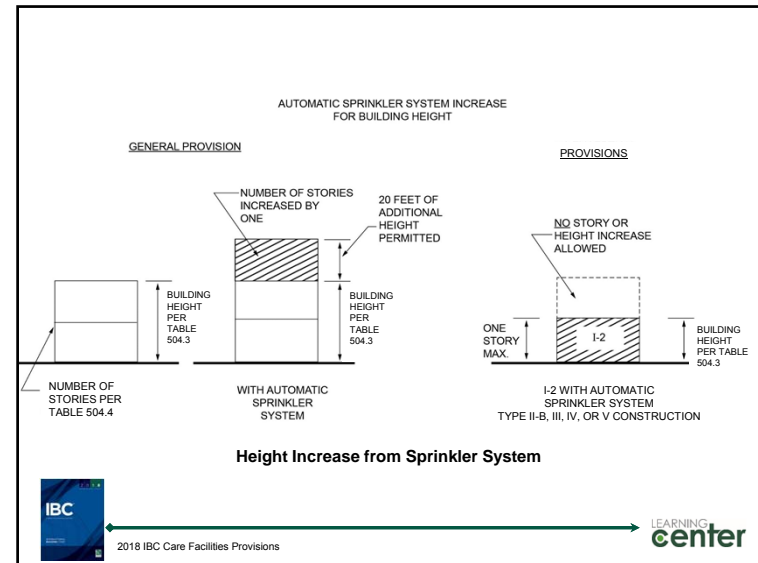 AUTOMATIC SPRINKLER SYSTEM INCREASE
FOR BUILDING HEIGHT
GENERAL PROVISION
NUMBER OF
STORIES PER
TABLE 504.4
BUILDING
HEIGHT
PER
TABLE
504.3
NUMBER OF STORIES
INCREASED BY
ONE
20 FEET OF
ADDITIONAL
HEIGHT
PERMITTED
BUILDING
HEIGHT
PER
TABLE
504.3
WITH AUTOMATIC
SPRINKLER
SYSTEM
PROVISIONS
NO STORY OR
HEIGHT INCREASE
ALLOWED
ONE
STORY
MAX.
I-2
BUILDING
HEIGHT
PER TABLE
504.3
I-2 WITH AUTOMATIC
SPRINKLER SYSTEM
TYPE II-B, III, IV, OR V CONSTRUCTION
Height Increase from Sprinkler System
IBC
2018 IBC Care Facilities Provisions
LEARNING
center